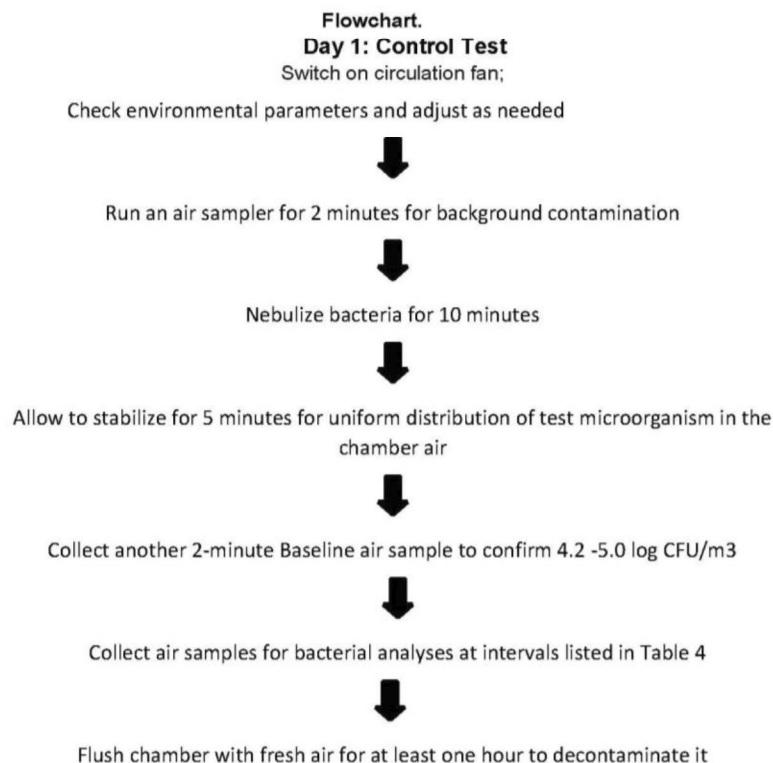 Flowchart.
Day 1: Control Test
Switch on circulation fan;
Check environmental parameters and adjust as needed
Run an air sampler for 2 minutes for background contamination
Nebulize bacteria for 10 minutes
Allow to stabilize for 5 minutes for uniform distribution of test microorganism in the
chamber air
Collect another 2-minute Baseline air sample to confirm 4.2 -5.0 log CFU/m3
Collect air samples for bacterial analyses at intervals listed in Table 4
Flush chamber with fresh air for at least one hour to decontaminate it